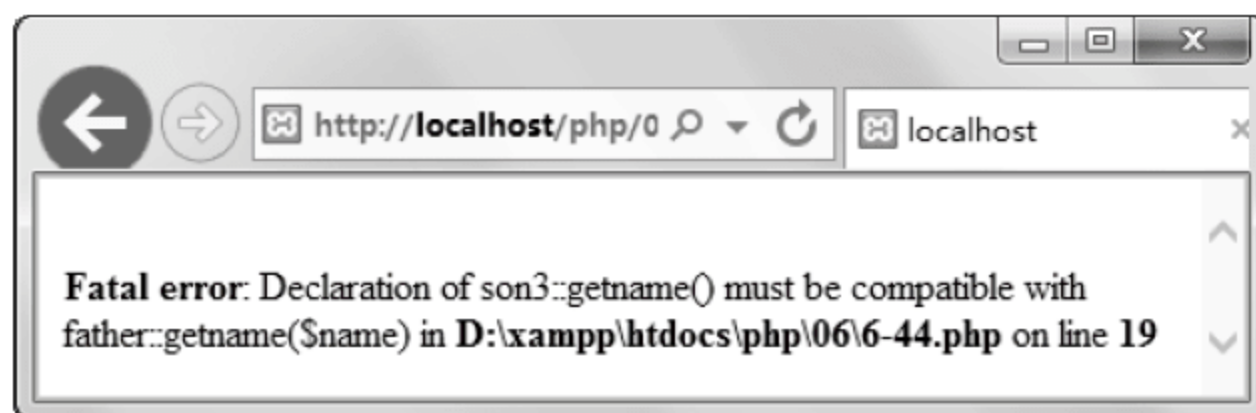 http://localhost/php/0
localhost
Fatal error: Declaration of son3::getname() must be compatible with
father::getname($name) in D:\xampp\htdocs\php\06\6-44.php on line 19